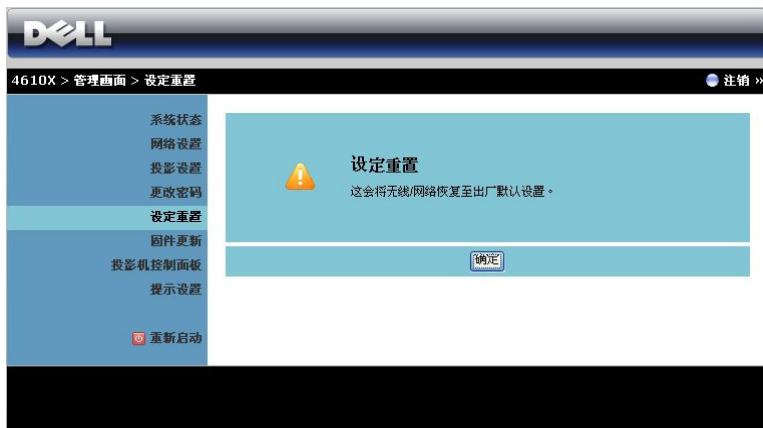 DELL
4610X > 管理画面 > 设定重置
注销 »
系统状态
网络设置
投影设置
更改密码
设定重置
固件更新
投影机控制面板
提示设置
重新启动
设定重置
这会将无线/网络恢复至出厂默认设置。
确定